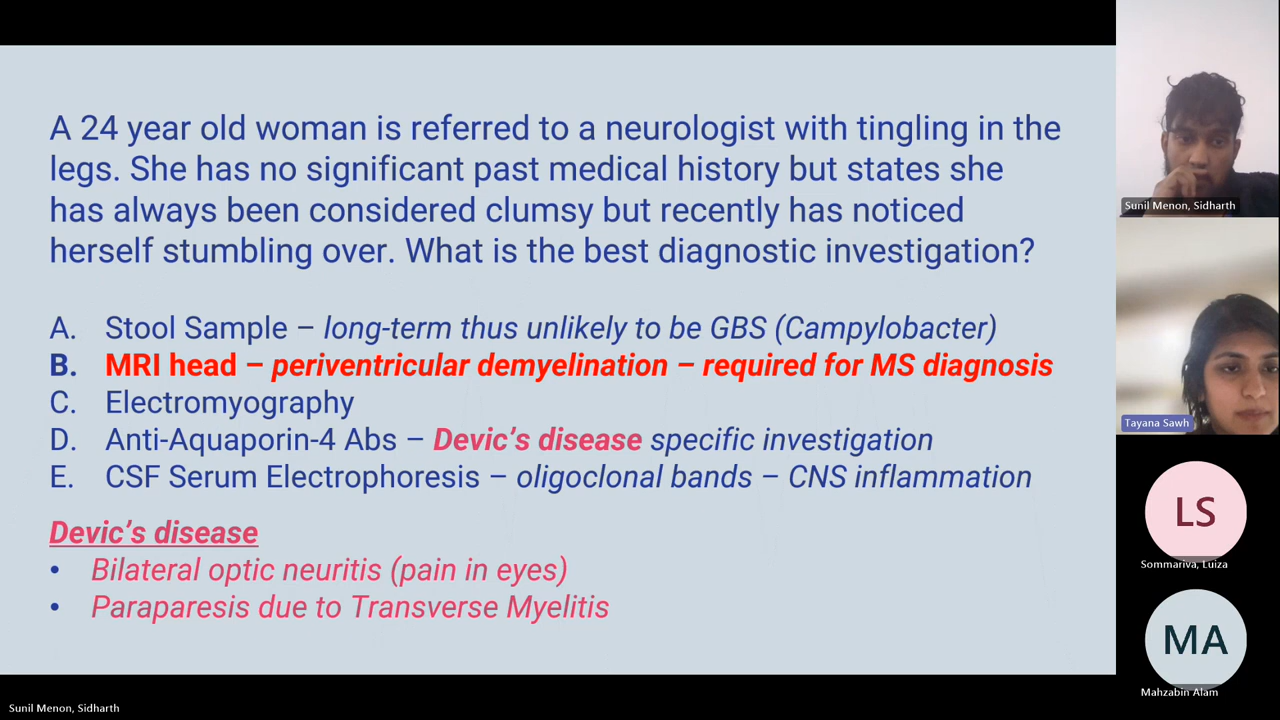 A 24 year old woman is referred to a neurologist with tingling in the
legs. She has no significant past medical history but states she
has always been considered clumsy but recently has noticed
herself stumbling over. What is the best diagnostic investigation?
A. Stool Sample – long-term thus unlikely to be GBS (Campylobacter)
B. MRI head – periventricular demyelination – required for MS diagnosis
C. Electromyography
D. Anti-Aquaporin-4 Abs – Devic's disease specific investigation
E. CSF Serum Electrophoresis – oligoclonal bands – CNS inflammation
Devic's disease
• Bilateral optic neuritis (pain in eyes)
• Paraparesis due to Transverse Myelitis
Sunil Menon, Sidharth
Tayana Sawh
LS
Sommariva, Luiza
MA
Mahzabin Alam
Sunil Menon, Sidharth